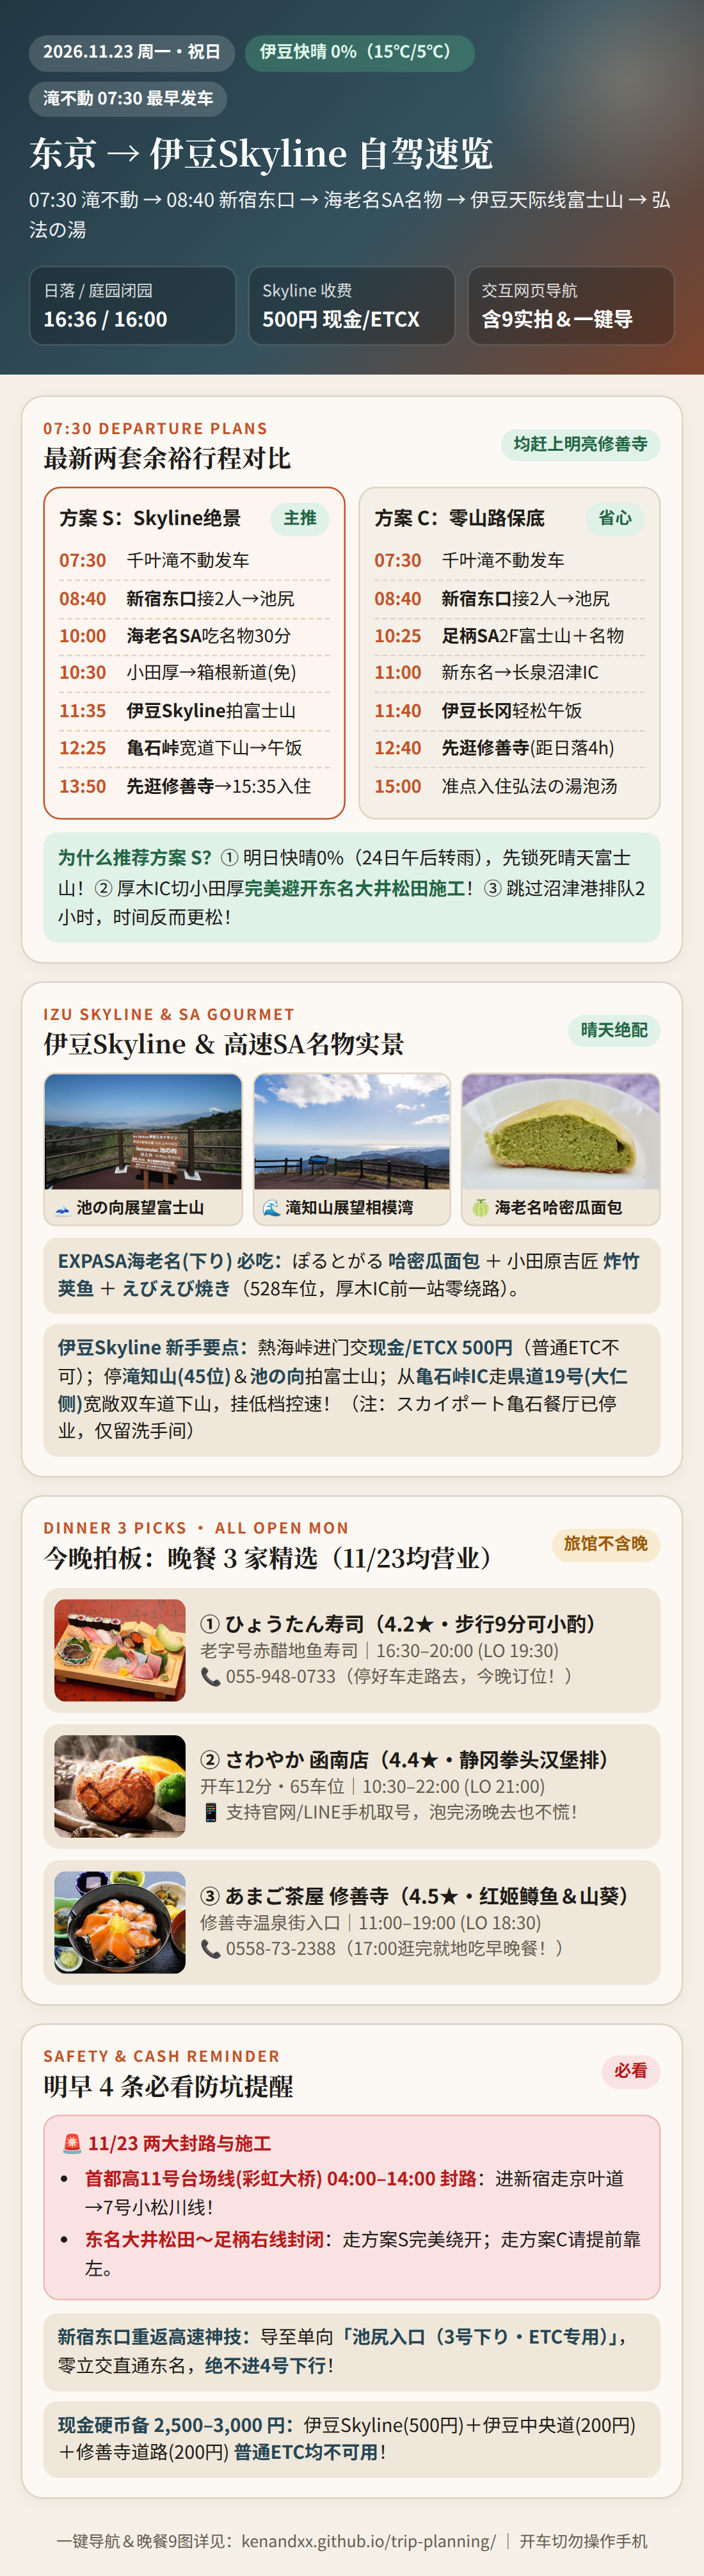 2026.11.23 周一・祝日
伊豆快晴 0%（15℃/5℃）
滝不動 07:30 最早发车
东京 → 伊豆Skyline 自驾速览
07:30 滝不動 → 08:40 新宿东口 → 海老名SA名物 → 伊豆天际线富士山 → 弘
法の湯
日落 / 庭园闭园
16:36 / 16:00
Skyline 收费
500円 现金/ETCX
交互网页导航
含9实拍＆一键导
07:30 DEPARTURE PLANS
最新两套余裕行程对比
均赶上明亮修善寺
方案 S：Skyline绝景
主推
07:30 千叶滝不動发车
08:40 新宿东口接2人→池尻
10:00 海老名SA吃名物30分
10:30 小田厚→箱根新道(免)
11:35 伊豆Skyline拍富士山
12:25 亀石峠宽道下山→午饭
13:50 先逛修善寺→15:35入住
方案 C：零山路保底
省心
07:30 千叶滝不動发车
08:40 新宿东口接2人→池尻
10:25 足柄SA2F富士山＋名物
11:00 新东名→长泉沼津IC
11:40 伊豆长冈轻松午饭
12:40 先逛修善寺(距日落4h)
15:00 准点入住弘法の湯泡汤
为什么推荐方案 S？① 明日快晴0%（24日午后转雨），先锁死晴天富士
山！② 厚木IC切小田厚完美避开东名大井松田施工！③ 跳过沼津港排队2
小时，时间反而更松！
IZU SKYLINE & SA GOURMET
伊豆Skyline ＆ 高速SA名物实景
晴天绝配
🗻 池の向展望富士山
🌊 滝知山展望相模湾
🍈 海老名哈密瓜面包
EXPASA海老名(下り) 必吃：ぽるとがる 哈密瓜面包 ＋ 小田原吉匠 炸竹
荚鱼 ＋ えびえび焼き（528车位，厚木IC前一站零绕路）。
伊豆Skyline 新手要点：熱海峠进门交现金/ETCX 500円（普通ETC不
可）；停滝知山(45位)＆池の向拍富士山；从亀石峠IC走県道19号(大仁
侧)宽敞双车道下山，挂低档控速！（注：スカイポート亀石餐厅已停
业，仅留洗手间）
DINNER 3 PICKS ・ ALL OPEN MON
今晚拍板：晚餐 3 家精选（11/23均营业）
旅馆不含晚
① ひょうたん寿司（4.2★・步行9分可小酌）
老字号赤醋地鱼寿司｜16:30–20:00 (LO 19:30)
📞 055-948-0733（停好车走路去，今晚订位！）
② さわやか 函南店（4.4★・静冈拳头汉堡排）
开车12分・65车位｜10:30–22:00 (LO 21:00)
📱 支持官网/LINE手机取号，泡完汤晚去也不慌！
③ あまご茶屋 修善寺（4.5★・红姬鳟鱼＆山葵）
修善寺温泉街入口｜11:00–19:00 (LO 18:30)
📞 0558-73-2388（17:00逛完就地吃早晚餐！）
SAFETY & CASH REMINDER
明早 4 条必看防坑提醒
必看
🚨 11/23 两大封路与施工
• 首都高11号台场线(彩虹大桥) 04:00–14:00 封路：进新宿走京叶道
→7号小松川线！
• 东名大井松田～足柄右线封闭：走方案S完美绕开；走方案C请提前靠
左。
新宿东口重返高速神技：导至单向「池尻入口（3号下り・ETC专用）」，
零立交直通东名，绝不进4号下行！
现金硬币备 2,500–3,000 円：伊豆Skyline(500円)＋伊豆中央道(200円)
＋修善寺道路(200円) 普通ETC均不可用！
一键导航＆晚餐9图详见：kenandxx.github.io/trip-planning/ ｜ 开车切勿操作手机